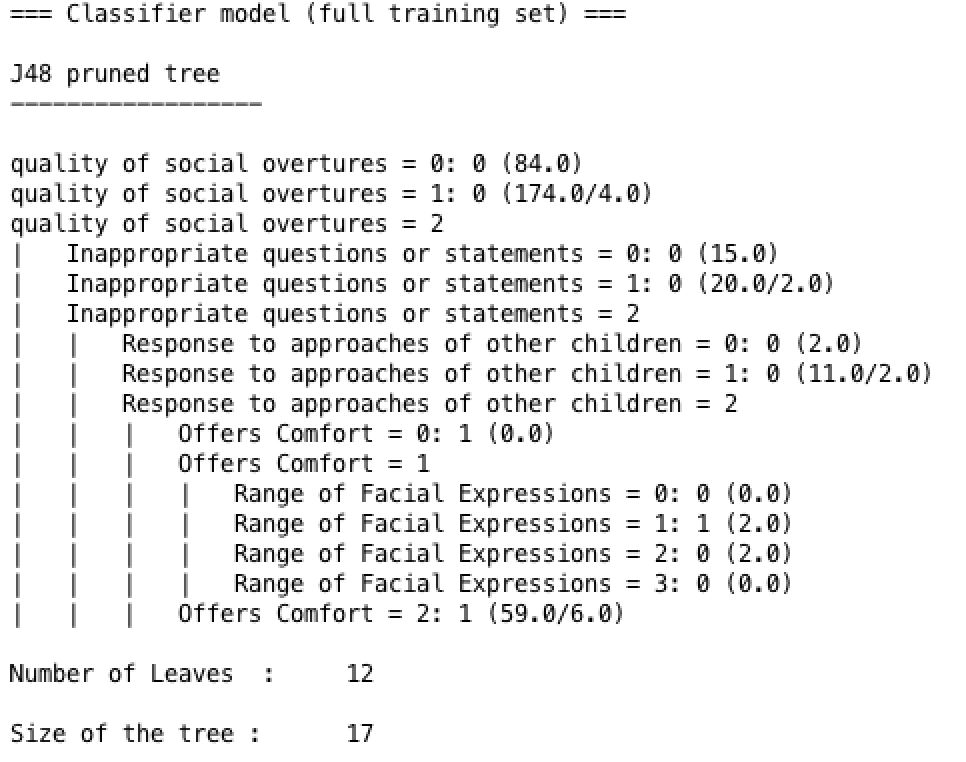 === Classifier model (full training set) ===
J48 pruned tree
------------------
quality of social overtures = 0: 0 (84.0)
quality of social overtures = 1: 0 (174.0/4.0)
quality of social overtures = 2
|   Inappropriate questions or statements = 0: 0 (15.0)
|   Inappropriate questions or statements = 1: 0 (20.0/2.0)
|   Inappropriate questions or statements = 2
|   |   Response to approaches of other children = 0: 0 (2.0)
|   |   Response to approaches of other children = 1: 0 (11.0/2.0)
|   |   Response to approaches of other children = 2
|   |   |   Offers Comfort = 0: 1 (0.0)
|   |   |   Offers Comfort = 1
|   |   |   |   Range of Facial Expressions = 0: 0 (0.0)
|   |   |   |   Range of Facial Expressions = 1: 1 (2.0)
|   |   |   |   Range of Facial Expressions = 2: 0 (2.0)
|   |   |   |   Range of Facial Expressions = 3: 0 (0.0)
|   |   |   Offers Comfort = 2: 1 (59.0/6.0)
Number of Leaves  :     12
Size of the tree :      17